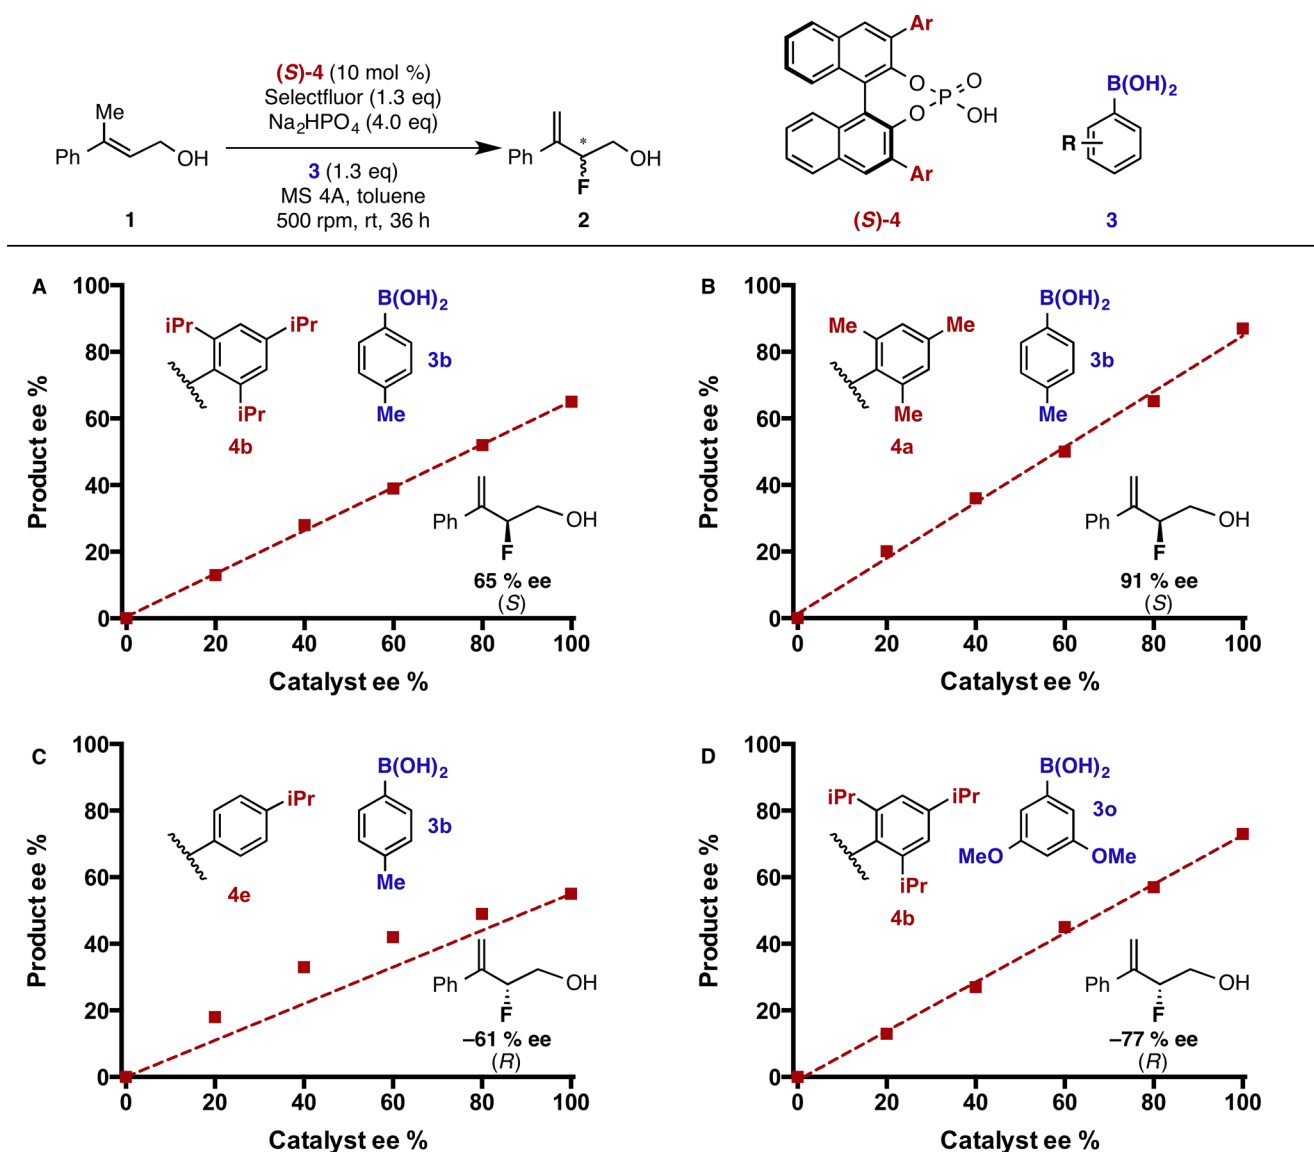 Me
Ph
OH
1
(S)-4 (10 mol %)
Selectfluor (1.3 eq)
Na2HPO4 (4.0 eq)
3 (1.3 eq)
MS 4A, toluene
500 rpm, rt, 36 h
Ph
*
OH
F
2
Ar
O
O
P
O
OH
Ar
(S)-4
B(OH)2
R
3
A
Product ee %
100
80
60
40
20
0
iPr
iPr
iPr
4b
B(OH)2
3b
Me
Ph
OH
F
65 % ee
(S)
0 20 40 60 80 100
Catalyst ee %
B
Product ee %
100
80
60
40
20
0
Me
Me
Me
4a
B(OH)2
3b
Me
Ph
OH
F
91 % ee
(S)
0 20 40 60 80 100
Catalyst ee %
C
Product ee %
100
80
60
40
20
0
iPr
4e
B(OH)2
3b
Me
Ph
OH
F
–61 % ee
(R)
0 20 40 60 80 100
Catalyst ee %
D
Product ee %
100
80
60
40
20
0
iPr
iPr
iPr
4b
B(OH)2
3o
MeO
OMe
Ph
OH
F
–77 % ee
(R)
0 20 40 60 80 100
Catalyst ee %